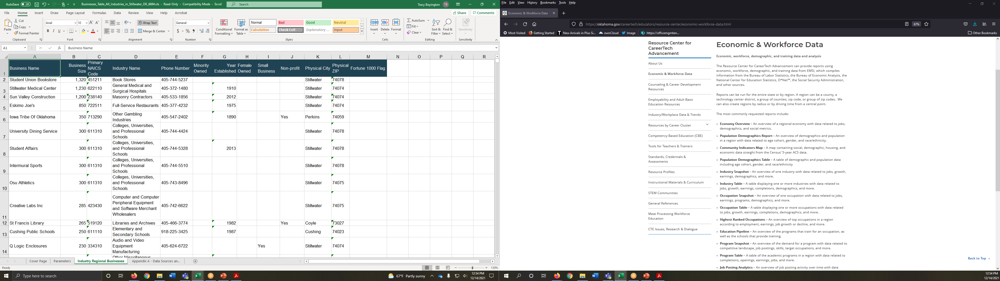 AutoSave Off Businesses_Table_All_Industries_in_Stillwater_OK_6694.xls - Read-Only - Compatibility Mode - Excel Search Tracy Boyington TB
File Home Insert Draw Page Layout Formulas Data Review View Help Acrobat Share Comments
Paste Cut Copy Format Painter Clipboard
Arial 10 Font
Wrap Text Merge & Center Alignment
General Number
Conditional Formatting Format as Table Normal Bad Good Neutral Calculation Check Cell Explanatory ... Input Styles
Insert Delete Format Cells
AutoSum Fill Clear Sort & Filter Find & Select Editing
Sensitivity Sensitivity
A1 fx Business Name
A B C D E F G H I J K L M N O P Q R
1 Business Name Business Size Primary NAICS Code Industry Name Phone Number Minority Owned Year Established Female Owned Small Business Non-profit Physical City Physical ZIP Fortune 1000 Flag
2 Student Union Bookstore 1,320 451211 Book Stores 405-744-5237 Stillwater 74078
3 Stillwater Medical Center 1,230 622110 General Medical and Surgical Hospitals 405-372-1480 1910 Stillwater 74074
4 Sun Valley Construction 1,200 238140 Masonry Contractors 405-533-1856 2012 Stillwater 74074
5 Eskimo Joe's 850 722511 Full-Service Restaurants 405-377-4232 1975 Stillwater 74074
6 Iowa Tribe Of Oklahoma 350 713290 Other Gambling Industries 405-547-2402 1890 Yes Perkins 74059
7 University Dining Service 300 611310 Colleges, Universities, and Professional Schools 405-744-4424 Stillwater 74078
8 Student Affairs 300 611310 Colleges, Universities, and Professional Schools 405-744-5328 2013 Stillwater 74078
9 Intermural Sports 300 611310 Colleges, Universities, and Professional Schools 405-744-5510 Stillwater 74078
10 Osu Athletics 300 611310 Colleges, Universities, and Professional Schools 405-743-8496 Stillwater 74075
11 Creative Labs Inc 285 423430 Computer and Computer Peripheral Equipment and Software Merchant Wholesalers 405-742-6622 Stillwater 74075
12 St Francis Library 265 519120 Libraries and Archives 405-466-3774 1982 Yes Coyle 73027
13 Cushing Public Schools 250 611110 Elementary and Secondary Schools 918-225-3425 1987 Cushing 74023
14 Q Logic Enclosures 230 334310 Audio and Video Equipment Manufacturing 405-624-6722 Yes Stillwater 74074
Other Miscellaneous
Cover Page Parameters Industry Regional Businesses Appendix A - Data Sources an...
Ready 130%
Type here to search 67°F Partly sunny 12:54 PM 12/14/2021
File Edit View History Bookmarks Tools Help
Economic & Workforce Data
https://oklahoma.gov/careertech/educators/resource-center/economic-workforce-data.html 67%
Most Visited Getting Started New Arrivals in Plus Si... ownCloud Image https://officemgmten... Other Bookmarks
Resource Center for
CareerTech
Advancement
About Us
Economic & Workforce Data
Counseling & Career Development
Resources
Employability and Adult Basic
Education Resources
Industry/Workplace Data & Trends
Resources by Career Cluster
Competency-Based Education (CBE)
Tools for Teachers & Trainers
Standards, Credentials &
Assessments
Resource Profiles
Instructional Materials & Curriculum
STEM Communities
General References
Meat Processing Workforce
Education
CTE Issues, Research & Dialogue
Economic & Workforce Data
Economic, workforce, demographic, and training data and analysis
The Resource Center for CareerTech Advancement can provide reports using
economic, workforce, demographic, and training data from EMSI, which compiles
information from the Bureau of Labor Statistics, the Bureau of Economic Analysis, the
National Center for Education Statistics, O*Net™, the Social Security Administration,
and other sources.
Reports can be run for the entire state or by region. A region can be a county, a
technology center district, a group of counties, zip code, or group of zip codes. We
can also create regions by radius or by driving time from a central point.
The most commonly requested reports include:
• Economy Overview – An overview of a regional economy with data related to jobs,
demographics, and social metrics.
• Population Demographics Report – An overview of demographics and population
in a region with data related to age cohort, gender, and race/ethnicity.
• Community Indicators Map – A map containing social, demographic, housing, and
economic data straight from the Census' 5-year ACS data.
• Population Demographics Table – A table of demographic and population data
including age cohort, gender, and race/ethnicity
• Industry Snapshot – An overview of one industry with data related to jobs, growth,
earnings, demographics, and more.
• Industry Table – A table displaying one or more industries with data related to
jobs, growth, earnings, completions, demographics, and more.
• Occupation Snapshot – An overview of one occupation with data related to jobs,
earnings, programs, demographics, and more.
• Occupation Table – A table displaying one or more occupations with data related
to jobs, growth, earnings, completions, demographics, and more.
• Highest Ranked Occupations – An overview of top occupations in a region
according to employment, earnings, job growth or decline, and more.
• Education Pipeline – An overview of the programs that train for an occupation, as
well as the schools that provide training.
• Program Snapshot – An overview of the demand for a program with data related to
competitive landscape, job postings, skills, target occupations, and more.
• Program Table – A table of the academic programs in a region with data related to
completions, openings, earnings, jobs, and more.
• Job Posting Analytics – An overview of job posting activity over time with data
Back to Top
12:54 PM
12/14/202